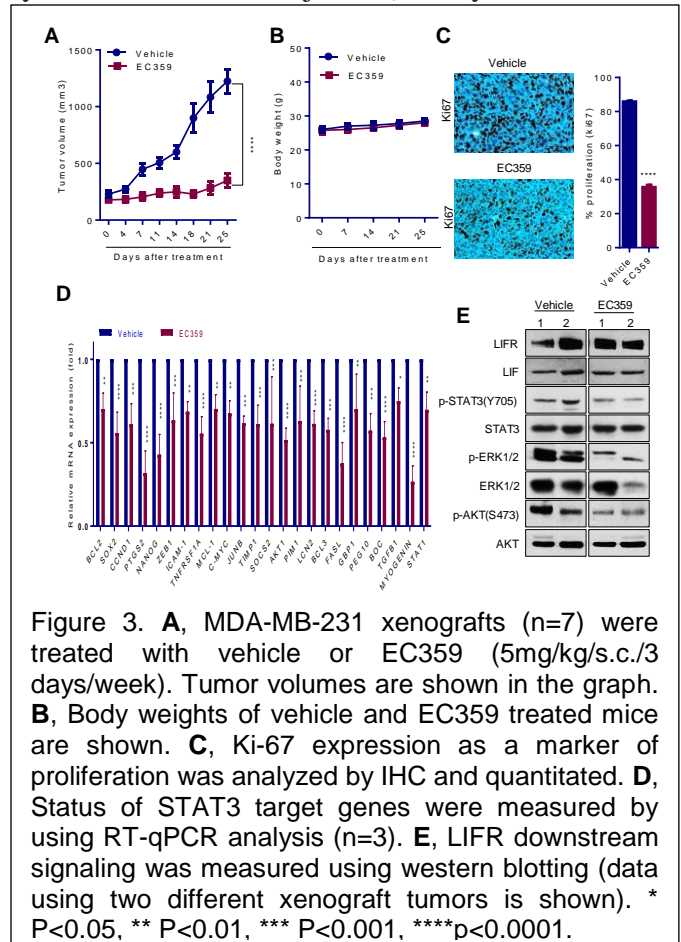 A
B
C
Tumor volume (mm3)
1500
1000
500
0
Vehicle
EC359
****
0 4 7 11 14 18 21 25
Days after treatment
Body weight (g)
50
40
30
20
10
0
Vehicle
EC359
0 7 14 21 25
Days after treatment
Vehicle
Ki67
EC359
Ki67
% proliferation (ki67)
100
80
60
40
20
0
****
Vehicle
EC359
D
Vehicle
EC359
Relative mRNA expression (fold)
1.0
0.5
0.0
BCL2
SOX2
CCND1
PTGS2
NANOG
ZEB1
ICAM-1
TNFRSF1A
MCL-1
C-MYC
JUNB
TIMP1
SOCS2
AKT1
PIM1
LCN2
BCL3
FASL
GBP1
PEG10
BOC
TGFB1
MYOGENIN
STAT1
E
Vehicle EC359
1 2 1 2
LIFR
LIF
p-STAT3(Y705)
STAT3
p-ERK1/2
ERK1/2
p-AKT(S473)
AKT
Figure 3. A, MDA-MB-231 xenografts (n=7) were
treated with vehicle or EC359 (5mg/kg/s.c./3
days/week). Tumor volumes are shown in the graph.
B, Body weights of vehicle and EC359 treated mice
are shown. C, Ki-67 expression as a marker of
proliferation was analyzed by IHC and quantitated. D,
Status of STAT3 target genes were measured by
using RT-qPCR analysis (n=3). E, LIFR downstream
signaling was measured using western blotting (data
using two different xenograft tumors is shown). *
P<0.05, ** P<0.01, *** P<0.001, ****p<0.0001.